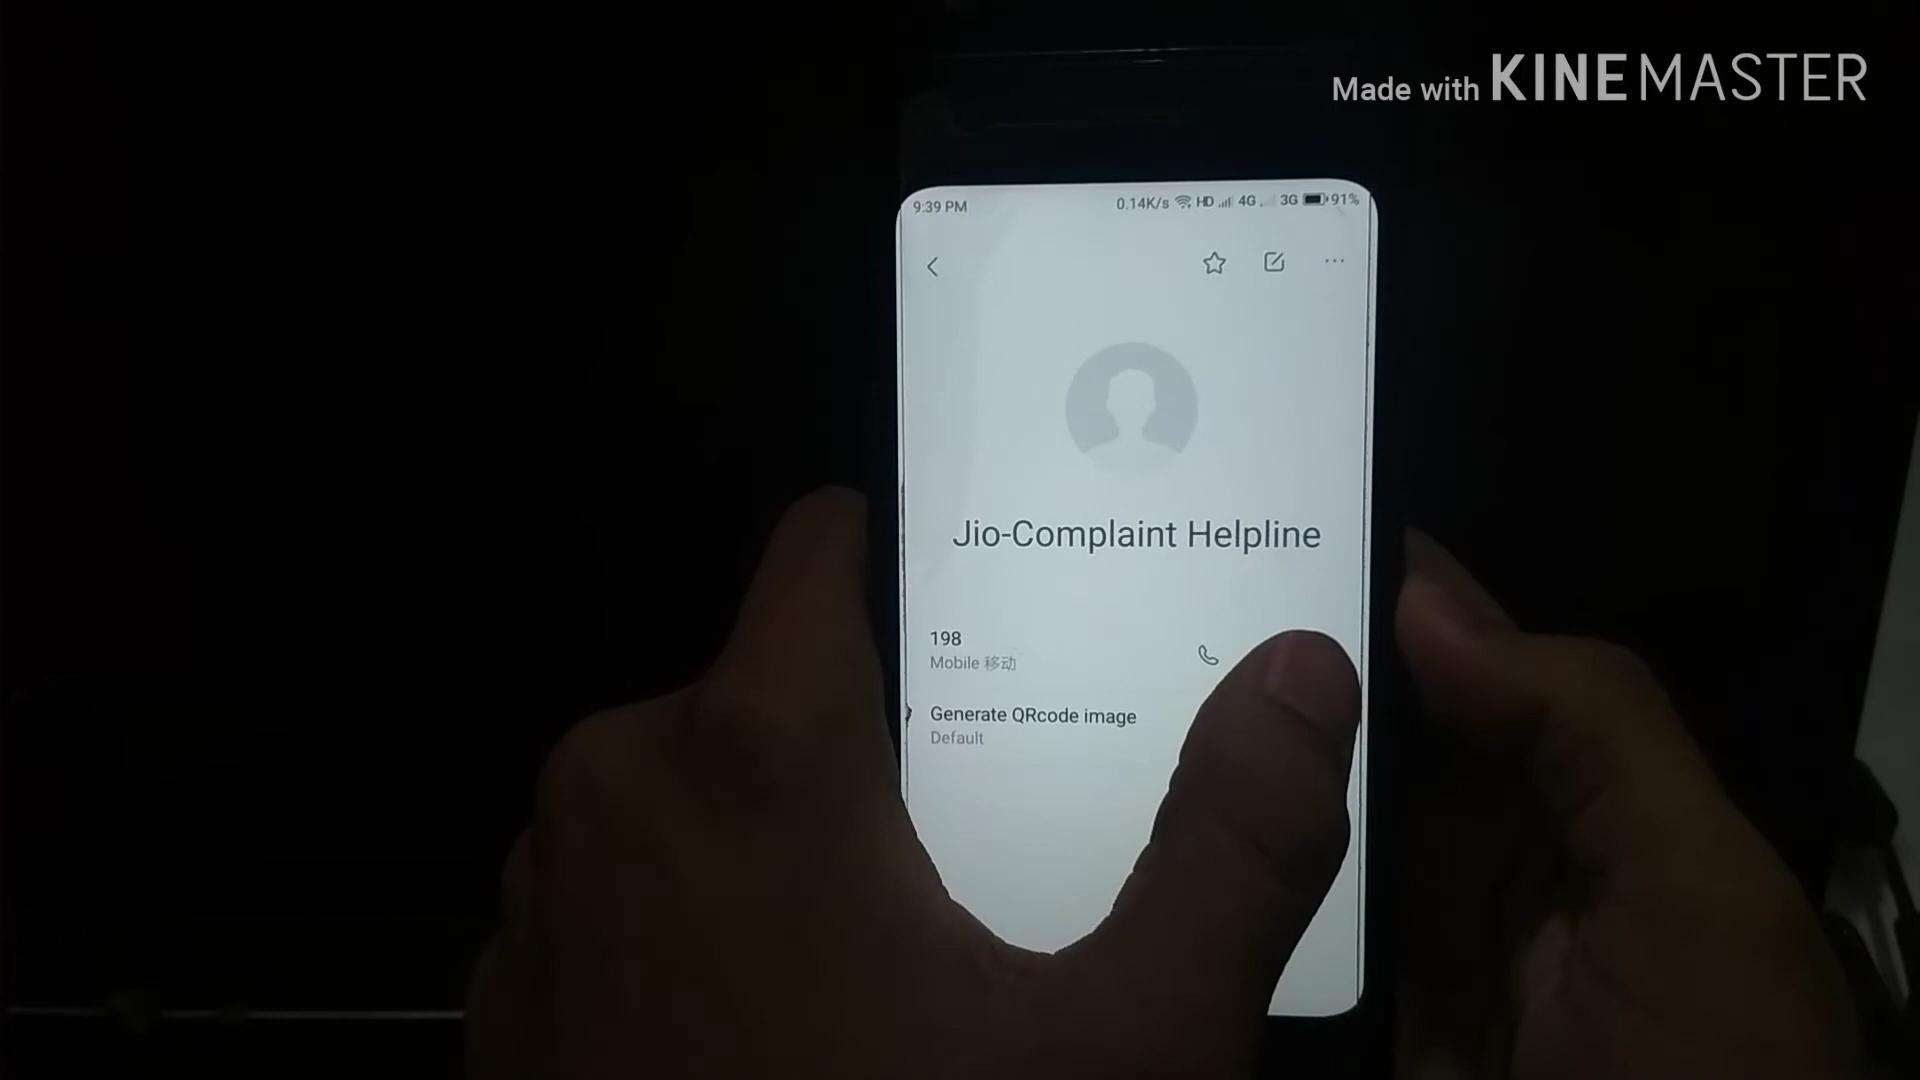 Made with KINEMASTER
9:39 PM 0.14K/s HD 4G 3G 91%
Jio-Complaint Helpline
198
Mobile 移动
Generate QRcode image
Default